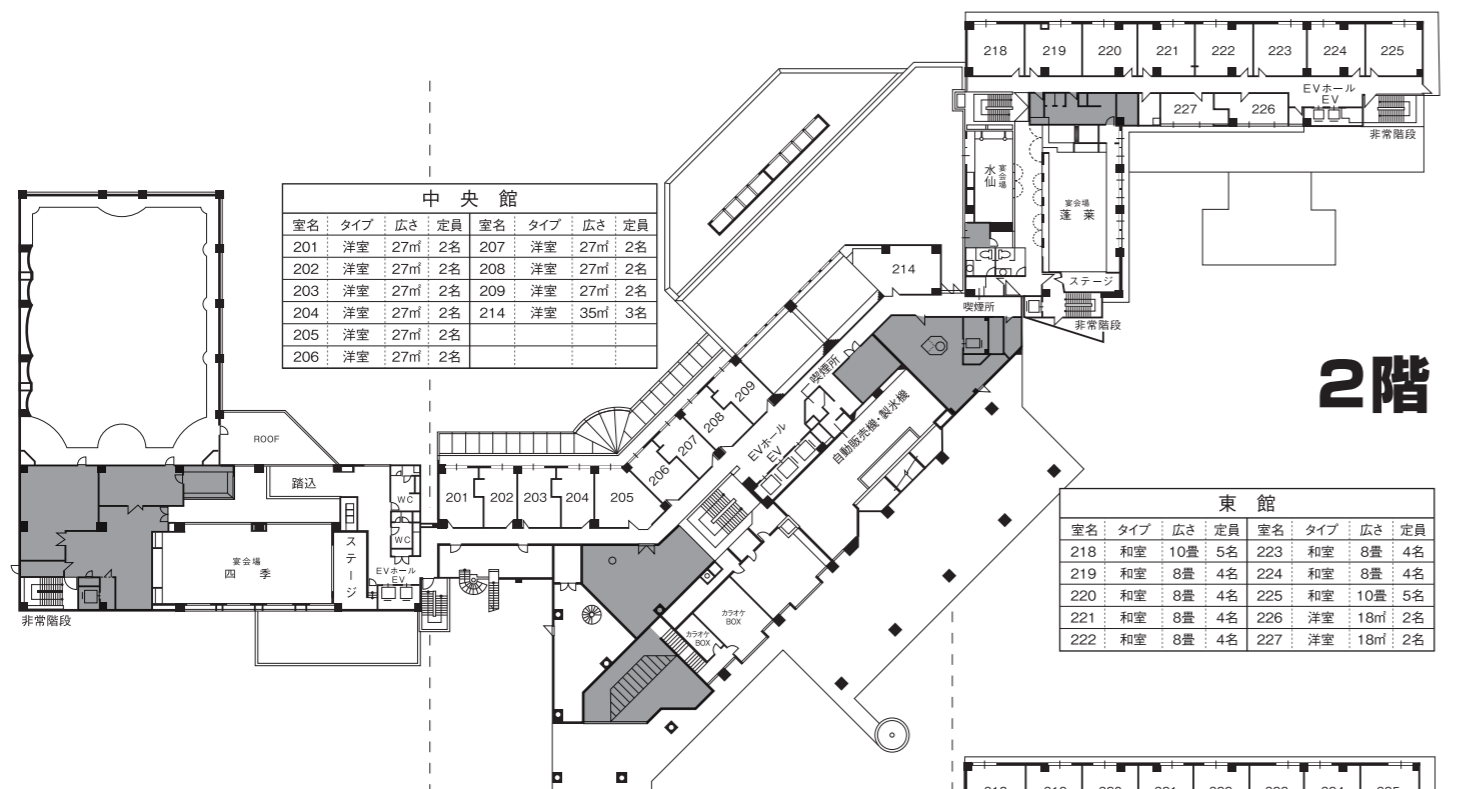 218 219 220 221 222 223 224 225
EVホール
EV
227 226
非常階段
宴会場
水仙
宴会場
蓬莱
ステージ
喫煙所
非常階段
2階
中央館
室名 タイプ 広さ 定員 室名 タイプ 広さ 定員
201 洋室 27㎡ 2名 207 洋室 27㎡ 2名
202 洋室 27㎡ 2名 208 洋室 27㎡ 2名
203 洋室 27㎡ 2名 209 洋室 27㎡ 2名
204 洋室 27㎡ 2名 214 洋室 35㎡ 3名
205 洋室 27㎡ 2名
206 洋室 27㎡ 2名
214
喫煙所
自動販売機・製氷機
EVホール
EV
201 202 203 204 205 206 207 208 209
ROOF
踏込
WC
WC
ステージ
宴会場
四季
EVホール
EV
非常階段
カラオケ
BOX
カラオケ
BOX
東館
室名 タイプ 広さ 定員 室名 タイプ 広さ 定員
218 和室 10畳 5名 223 和室 8畳 4名
219 和室 8畳 4名 224 和室 8畳 4名
220 和室 8畳 4名 225 和室 10畳 5名
221 和室 8畳 4名 226 洋室 18㎡ 2名
222 和室 8畳 4名 227 洋室 18㎡ 2名